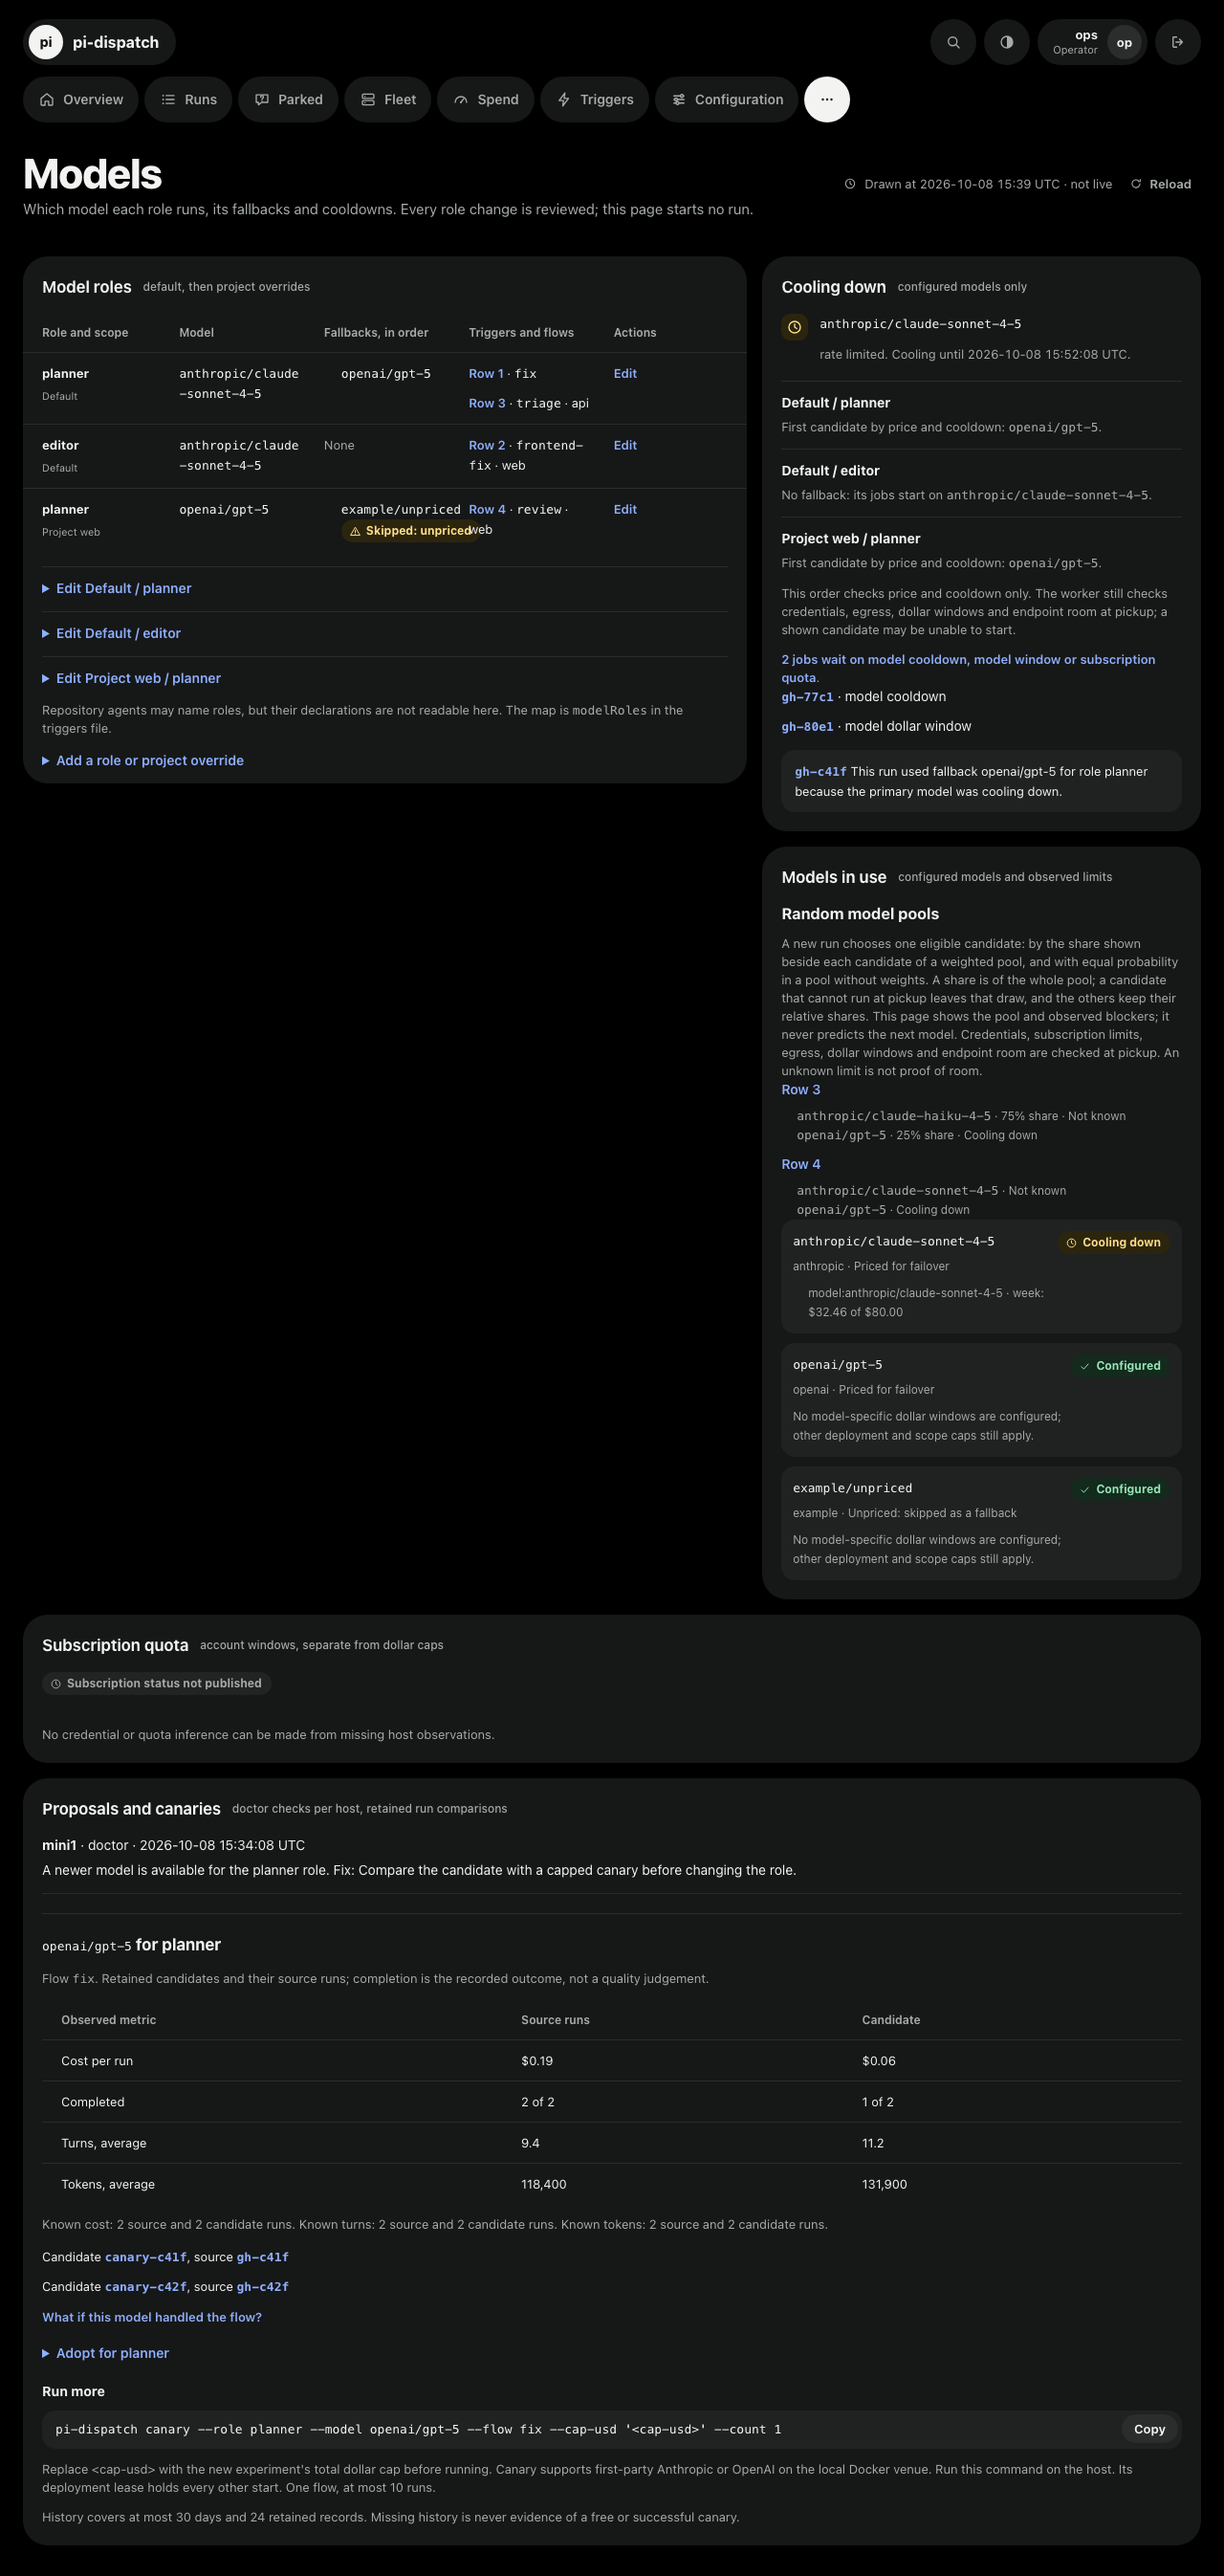 pi
pi-dispatch
ops
Operator
op
Overview
Runs
Parked
Fleet
Spend
Triggers
Configuration
Models
Which model each role runs, its fallbacks and cooldowns. Every role change is reviewed; this page starts no run.
Drawn at 2026-10-08 15:39 UTC · not live
Reload
Model roles default, then project overrides
Role and scope Model Fallbacks, in order Triggers and flows Actions
planner anthropic/claude openai/gpt-5 Row 1 · fix Edit
Default -sonnet-4-5 Row 3 · triage · api
editor anthropic/claude None Row 2 · frontend- Edit
Default -sonnet-4-5 fix · web
planner openai/gpt-5 example/unpriced Row 4 · review · Edit
Project web Skipped: unpriced web
Edit Default / planner
Edit Default / editor
Edit Project web / planner
Repository agents may name roles, but their declarations are not readable here. The map is modelRoles in the
triggers file.
Add a role or project override
Cooling down configured models only
anthropic/claude-sonnet-4-5
rate limited. Cooling until 2026-10-08 15:52:08 UTC.
Default / planner
First candidate by price and cooldown: openai/gpt-5.
Default / editor
No fallback: its jobs start on anthropic/claude-sonnet-4-5.
Project web / planner
First candidate by price and cooldown: openai/gpt-5.
This order checks price and cooldown only. The worker still checks
credentials, egress, dollar windows and endpoint room at pickup; a
shown candidate may be unable to start.
2 jobs wait on model cooldown, model window or subscription
quota.
gh-77c1 · model cooldown
gh-80e1 · model dollar window
gh-c41f This run used fallback openai/gpt-5 for role planner
because the primary model was cooling down.
Models in use configured models and observed limits
Random model pools
A new run chooses one eligible candidate: by the share shown
beside each candidate of a weighted pool, and with equal probability
in a pool without weights. A share is of the whole pool; a candidate
that cannot run at pickup leaves that draw, and the others keep their
relative shares. This page shows the pool and observed blockers; it
never predicts the next model. Credentials, subscription limits,
egress, dollar windows and endpoint room are checked at pickup. An
unknown limit is not proof of room.
Row 3
anthropic/claude-haiku-4-5 · 75% share · Not known
openai/gpt-5 · 25% share · Cooling down
Row 4
anthropic/claude-sonnet-4-5 · Not known
openai/gpt-5 · Cooling down
anthropic/claude-sonnet-4-5 Cooling down
anthropic · Priced for failover
model:anthropic/claude-sonnet-4-5 · week:
$32.46 of $80.00
openai/gpt-5 Configured
openai · Priced for failover
No model-specific dollar windows are configured;
other deployment and scope caps still apply.
example/unpriced Configured
example · Unpriced: skipped as a fallback
No model-specific dollar windows are configured;
other deployment and scope caps still apply.
Subscription quota account windows, separate from dollar caps
Subscription status not published
No credential or quota inference can be made from missing host observations.
Proposals and canaries doctor checks per host, retained run comparisons
mini1 · doctor · 2026-10-08 15:34:08 UTC
A newer model is available for the planner role. Fix: Compare the candidate with a capped canary before changing the role.
openai/gpt-5 for planner
Flow fix. Retained candidates and their source runs; completion is the recorded outcome, not a quality judgement.
Observed metric Source runs Candidate
Cost per run $0.19 $0.06
Completed 2 of 2 1 of 2
Turns, average 9.4 11.2
Tokens, average 118,400 131,900
Known cost: 2 source and 2 candidate runs. Known turns: 2 source and 2 candidate runs. Known tokens: 2 source and 2 candidate runs.
Candidate canary-c41f, source gh-c41f
Candidate canary-c42f, source gh-c42f
What if this model handled the flow?
Adopt for planner
Run more
pi-dispatch canary --role planner --model openai/gpt-5 --flow fix --cap-usd '<cap-usd>' --count 1
Copy
Replace <cap-usd> with the new experiment's total dollar cap before running. Canary supports first-party Anthropic or OpenAI on the local Docker venue. Run this command on the host. Its
deployment lease holds every other start. One flow, at most 10 runs.
History covers at most 30 days and 24 retained records. Missing history is never evidence of a free or successful canary.